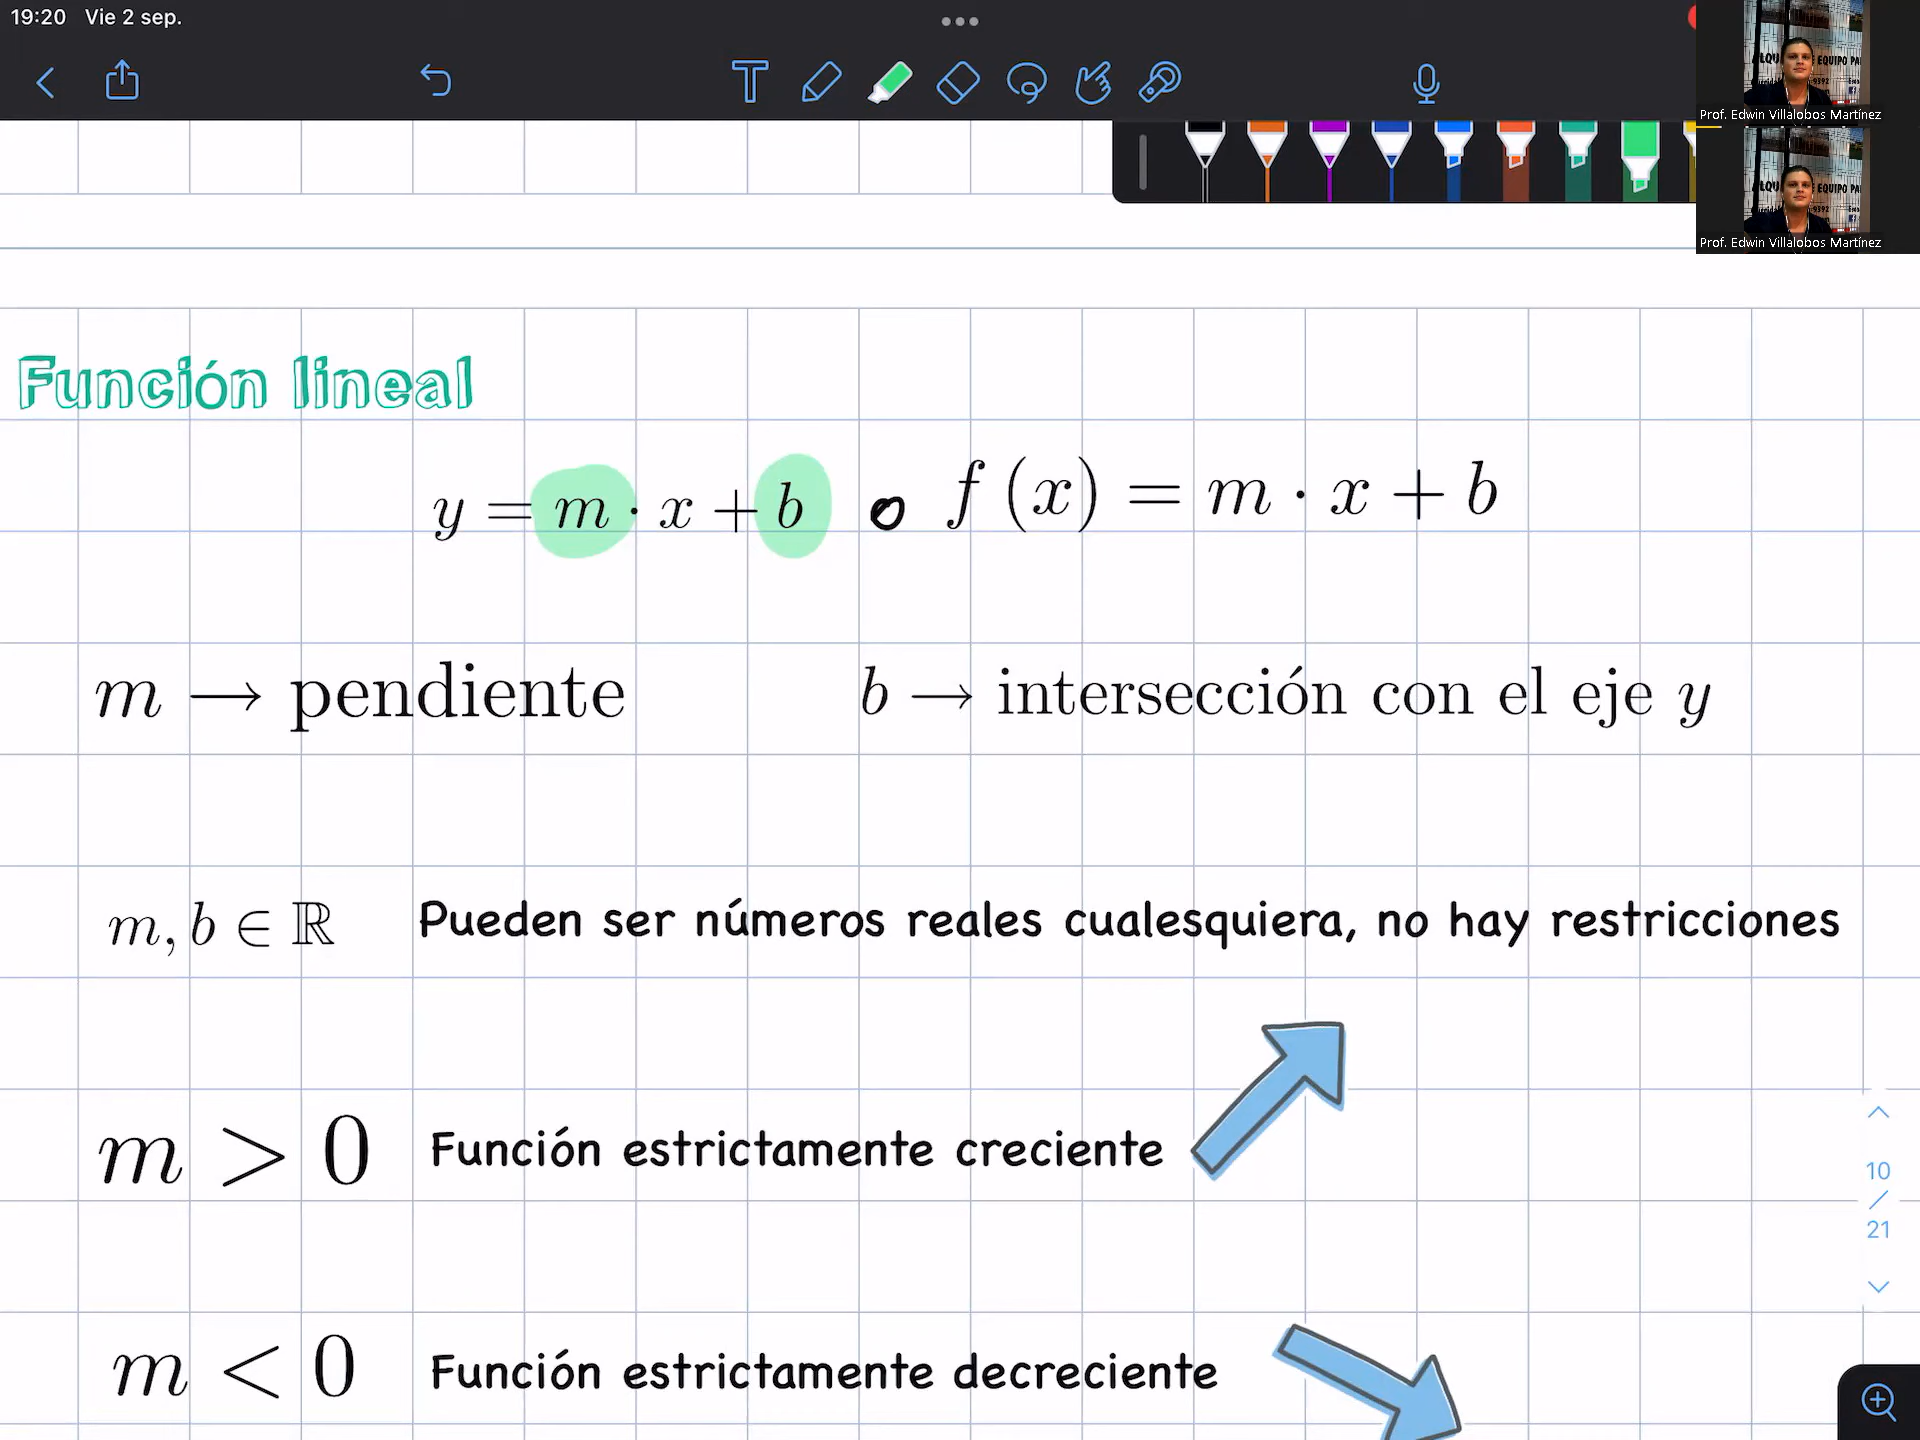 19:20 Vie 2 sep.
Prof. Edwin Villalobos Martínez
Prof. Edwin Villalobos Martínez
Función lineal
y = m · x + b o f (x) = m · x + b
m → pendiente b → intersección con el eje y
m, b ∈ ℝ Pueden ser números reales cualesquiera, no hay restricciones
m > 0 Función estrictamente creciente
10
/
21
m < 0 Función estrictamente decreciente